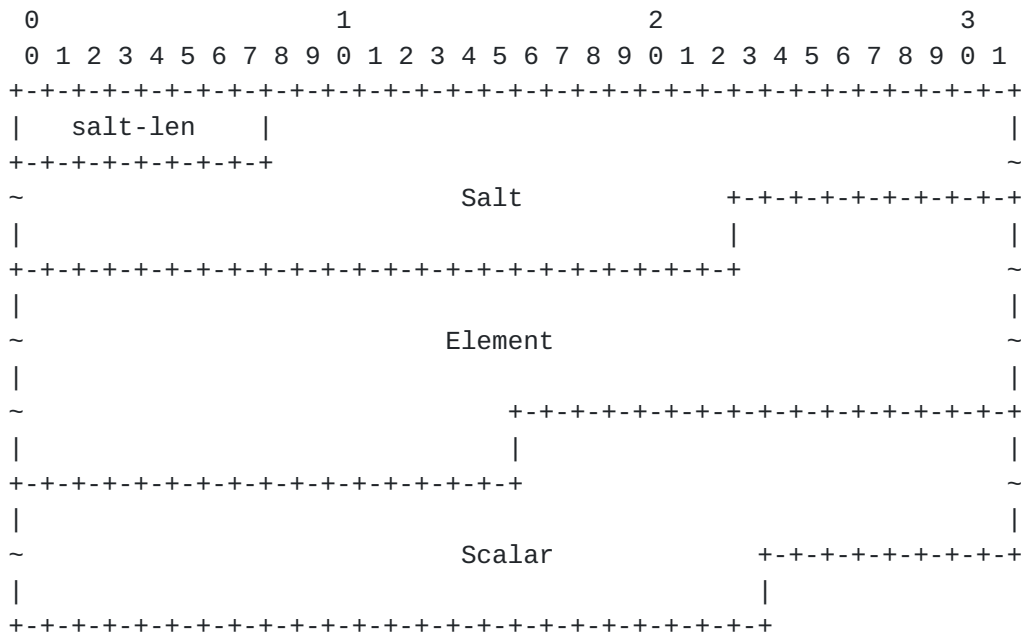 0                   1                   2                   3
 0 1 2 3 4 5 6 7 8 9 0 1 2 3 4 5 6 7 8 9 0 1 2 3 4 5 6 7 8 9 0 1
+-+-+-+-+-+-+-+-+-+-+-+-+-+-+-+-+-+-+-+-+-+-+-+-+-+-+-+-+-+-+-+-+
|   salt-len    |                                               |
+-+-+-+-+-+-+-+-+                                               ~
~                            Salt             +-+-+-+-+-+-+-+-+-+
|                                             |                 |
+-+-+-+-+-+-+-+-+-+-+-+-+-+-+-+-+-+-+-+-+-+-+-+                 ~
|                                                               |
~                           Element                             ~
|                                                               |
~                               +-+-+-+-+-+-+-+-+-+-+-+-+-+-+-+-+
|                               |                               |
+-+-+-+-+-+-+-+-+-+-+-+-+-+-+-+-+                               ~
|                                                               |
~                            Scalar             +-+-+-+-+-+-+-+-+
|                                               |
+-+-+-+-+-+-+-+-+-+-+-+-+-+-+-+-+-+-+-+-+-+-+-+-+